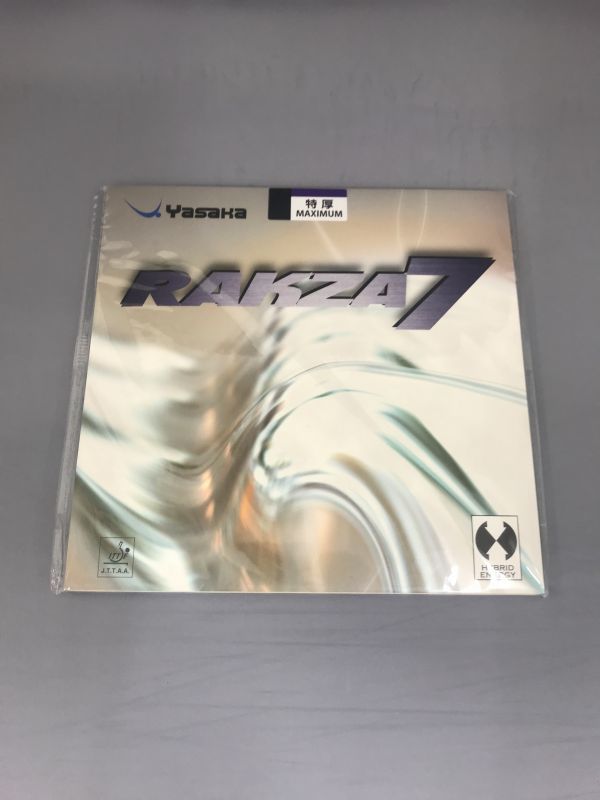 Yasaka
特厚
MAXIMUM
RAKZA7
J.T.T.A.A.
HYBRID
ENERGY